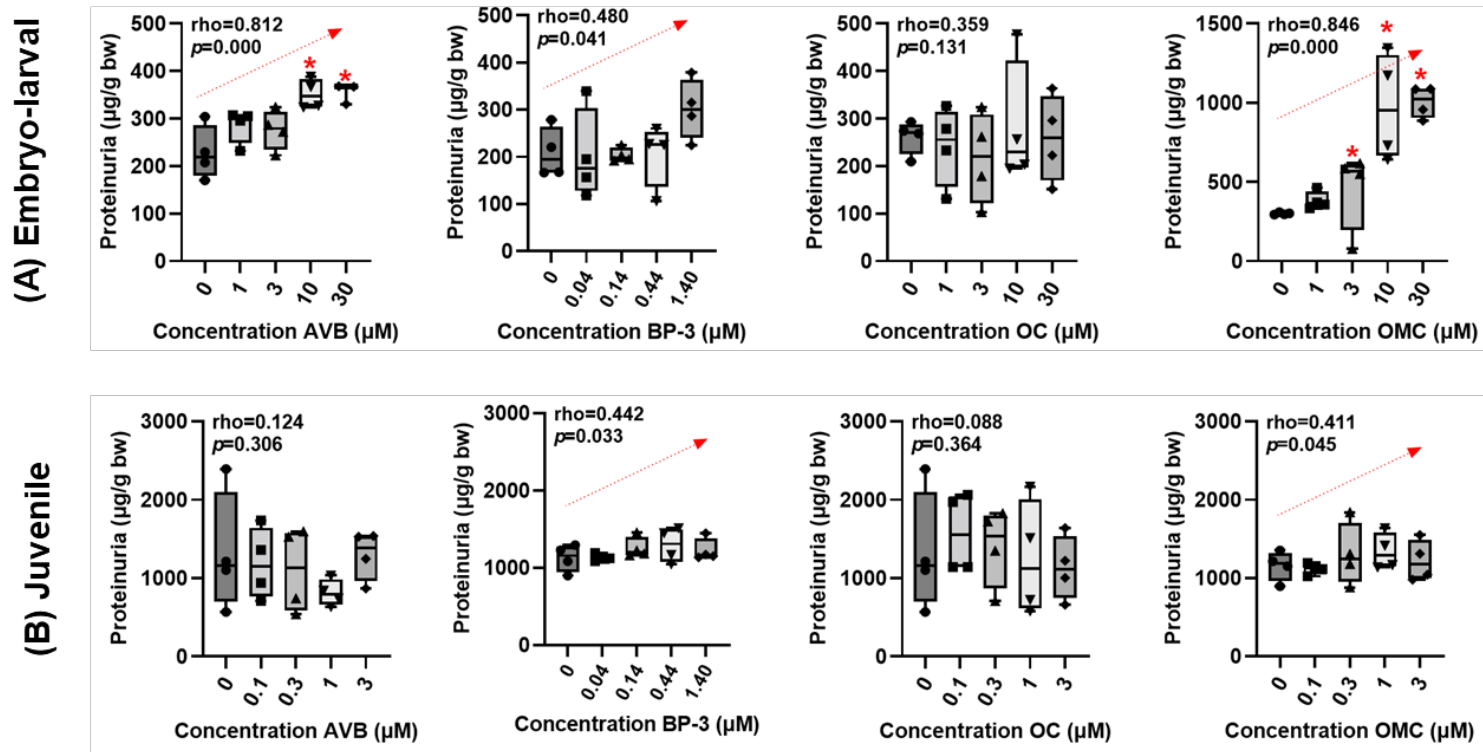 (A) Embryo-larval
rho=0.812
p=0.000
Proteinuria (µg/g bw)
500
400
300
200
100
0
* *
0 1 3 10 30
Concentration AVB (µM)
rho=0.480
p=0.041
Proteinuria (µg/g bw)
500
400
300
200
100
0
0 0.04 0.14 0.44 1.40
Concentration BP-3 (µM)
rho=0.359
p=0.131
Proteinuria (µg/g bw)
500
400
300
200
100
0
0 1 3 10 30
Concentration OC (µM)
rho=0.846
p=0.000
Proteinuria (µg/g bw)
1500
1000
500
0
* * *
0 1 3 10 30
Concentration OMC (µM)
(B) Juvenile
rho=0.124
p=0.306
Proteinuria (µg/g bw)
3000
2000
1000
0
0 0.1 0.3 1 3
Concentration AVB (µM)
rho=0.442
p=0.033
Proteinuria (µg/g bw)
3000
2000
1000
0
0 0.04 0.14 0.44 1.40
Concentration BP-3 (µM)
rho=0.088
p=0.364
Proteinuria (µg/g bw)
3000
2000
1000
0
0 0.1 0.3 1 3
Concentration OC (µM)
rho=0.411
p=0.045
Proteinuria (µg/g bw)
3000
2000
1000
0
0 0.1 0.3 1 3
Concentration OMC (µM)